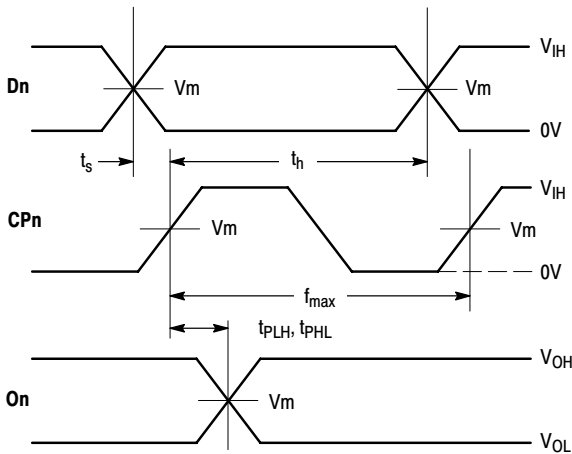 V_IH
Dn
Vm
Vm
0V
t_s
t_h
V_IH
CPn
Vm
Vm
0V
f_max
t_PLH, t_PHL
V_OH
On
Vm
V_OL